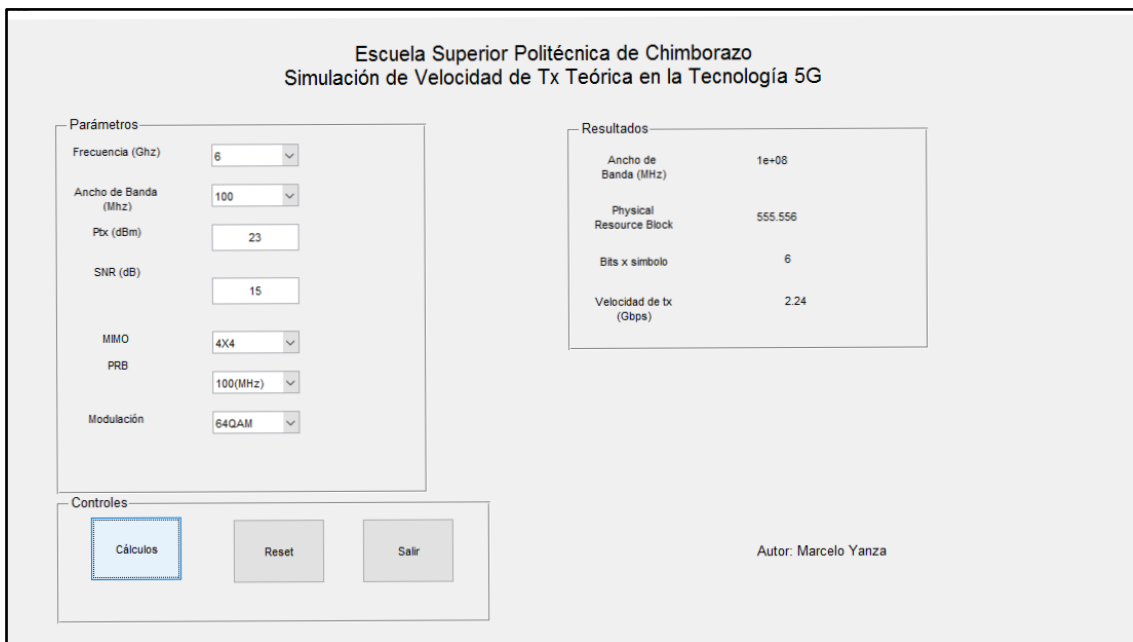 Escuela Superior Politécnica de Chimborazo
Simulación de Velocidad de Tx Teórica en la Tecnología 5G
Parámetros
Frecuencia (Ghz)
6
Ancho de Banda
(Mhz)
100
Ptx (dBm)
23
SNR (dB)
15
MIMO
4X4
PRB
100(MHz)
Modulación
64QAM
Resultados
Ancho de
Banda (MHz)
1e+08
Physical
Resource Block
555.556
Bits x simbolo
6
Velocidad de tx
(Gbps)
2.24
Controles
Cálculos
Reset
Salir
Autor: Marcelo Yanza